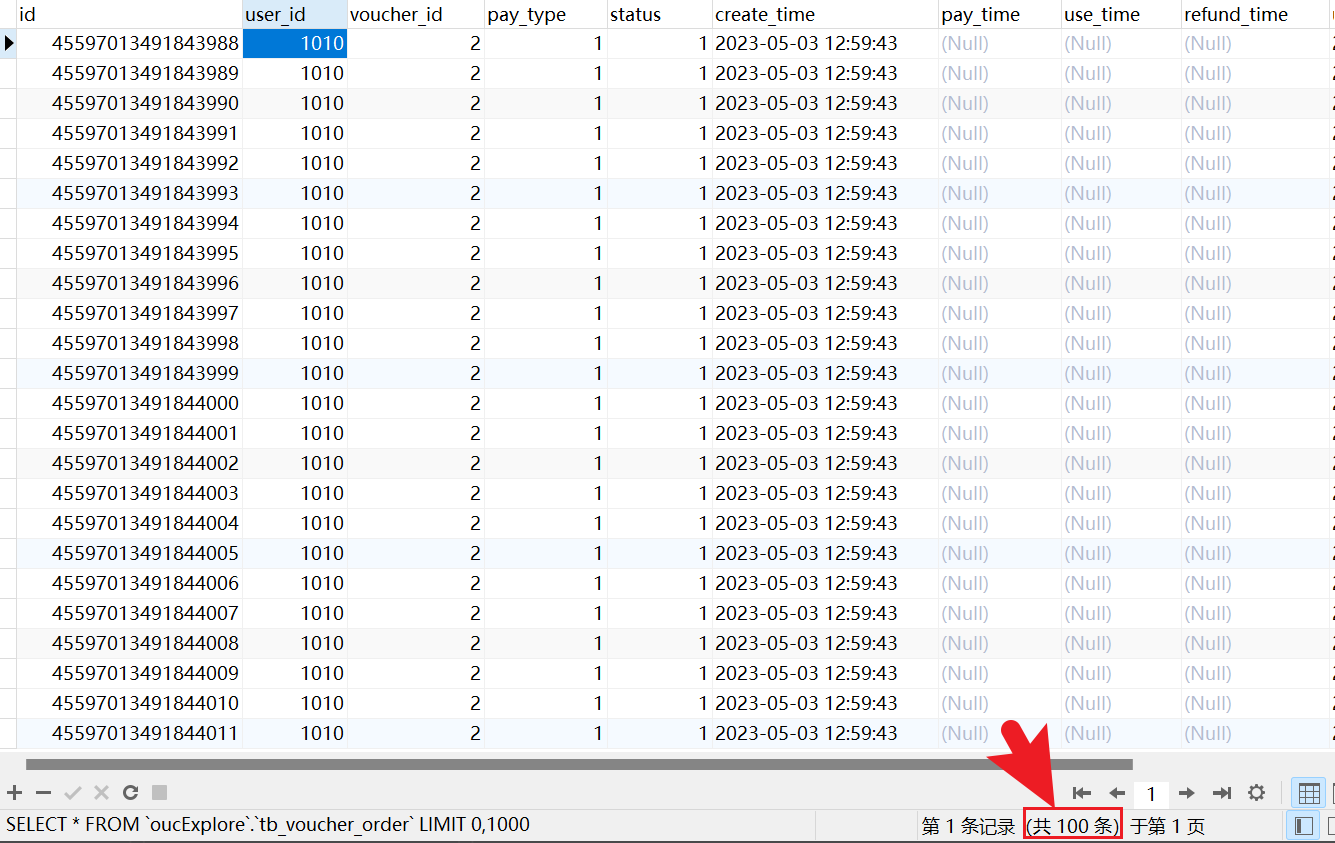 id user_id voucher_id pay_type status create_time pay_time use_time refund_time
45597013491843988 1010 2 1 1 2023-05-03 12:59:43 (Null) (Null) (Null)
45597013491843989 1010 2 1 1 2023-05-03 12:59:43 (Null) (Null) (Null)
45597013491843990 1010 2 1 1 2023-05-03 12:59:43 (Null) (Null) (Null)
45597013491843991 1010 2 1 1 2023-05-03 12:59:43 (Null) (Null) (Null)
45597013491843992 1010 2 1 1 2023-05-03 12:59:43 (Null) (Null) (Null)
45597013491843993 1010 2 1 1 2023-05-03 12:59:43 (Null) (Null) (Null)
45597013491843994 1010 2 1 1 2023-05-03 12:59:43 (Null) (Null) (Null)
45597013491843995 1010 2 1 1 2023-05-03 12:59:43 (Null) (Null) (Null)
45597013491843996 1010 2 1 1 2023-05-03 12:59:43 (Null) (Null) (Null)
45597013491843997 1010 2 1 1 2023-05-03 12:59:43 (Null) (Null) (Null)
45597013491843998 1010 2 1 1 2023-05-03 12:59:43 (Null) (Null) (Null)
45597013491843999 1010 2 1 1 2023-05-03 12:59:43 (Null) (Null) (Null)
45597013491844000 1010 2 1 1 2023-05-03 12:59:43 (Null) (Null) (Null)
45597013491844001 1010 2 1 1 2023-05-03 12:59:43 (Null) (Null) (Null)
45597013491844002 1010 2 1 1 2023-05-03 12:59:43 (Null) (Null) (Null)
45597013491844003 1010 2 1 1 2023-05-03 12:59:43 (Null) (Null) (Null)
45597013491844004 1010 2 1 1 2023-05-03 12:59:43 (Null) (Null) (Null)
45597013491844005 1010 2 1 1 2023-05-03 12:59:43 (Null) (Null) (Null)
45597013491844006 1010 2 1 1 2023-05-03 12:59:43 (Null) (Null) (Null)
45597013491844007 1010 2 1 1 2023-05-03 12:59:43 (Null) (Null) (Null)
45597013491844008 1010 2 1 1 2023-05-03 12:59:43 (Null) (Null) (Null)
45597013491844009 1010 2 1 1 2023-05-03 12:59:43 (Null) (Null) (Null)
45597013491844010 1010 2 1 1 2023-05-03 12:59:43 (Null) (Null) (Null)
45597013491844011 1010 2 1 1 2023-05-03 12:59:43 (Null) (Null) (Null)
1
SELECT * FROM `oucExplore`.`tb_voucher_order` LIMIT 0,1000 第 1 条记录 (共 100 条) 于第 1 页